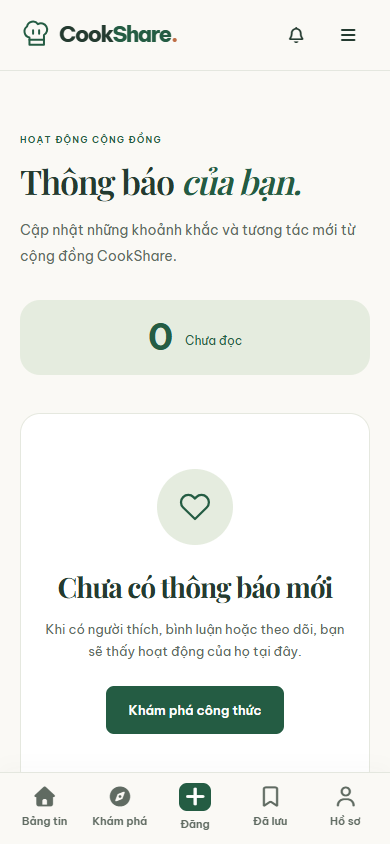 CookShare.
HOẠT ĐỘNG CỘNG ĐỒNG
Thông báo của bạn.
Cập nhật những khoảnh khắc và tương tác mới từ
cộng đồng CookShare.
0 Chưa đọc
Chưa có thông báo mới
Khi có người thích, bình luận hoặc theo dõi, bạn
sẽ thấy hoạt động của họ tại đây.
Khám phá công thức
Bảng tin Khám phá Đăng Đã lưu Hồ sơ